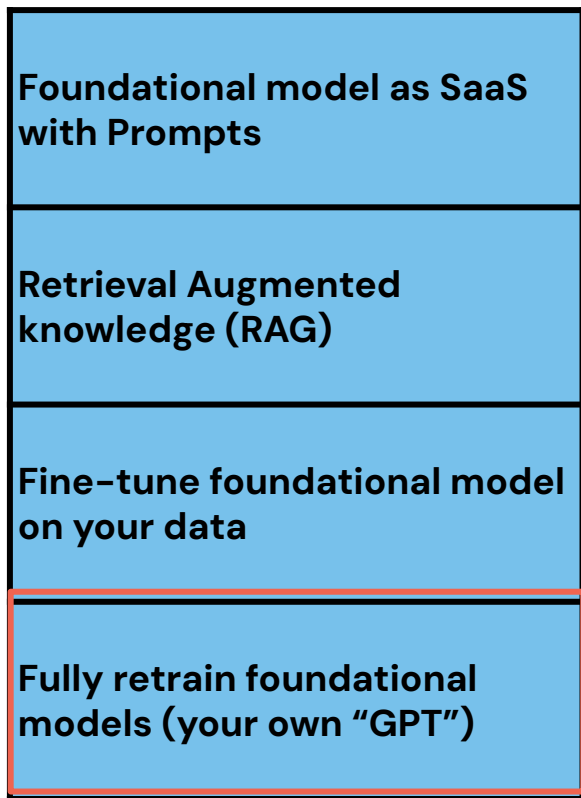 Foundational model as SaaS
with Prompts
Retrieval Augmented
knowledge (RAG)
Fine-tune foundational model
on your data
Fully retrain foundational
models (your own “GPT”)